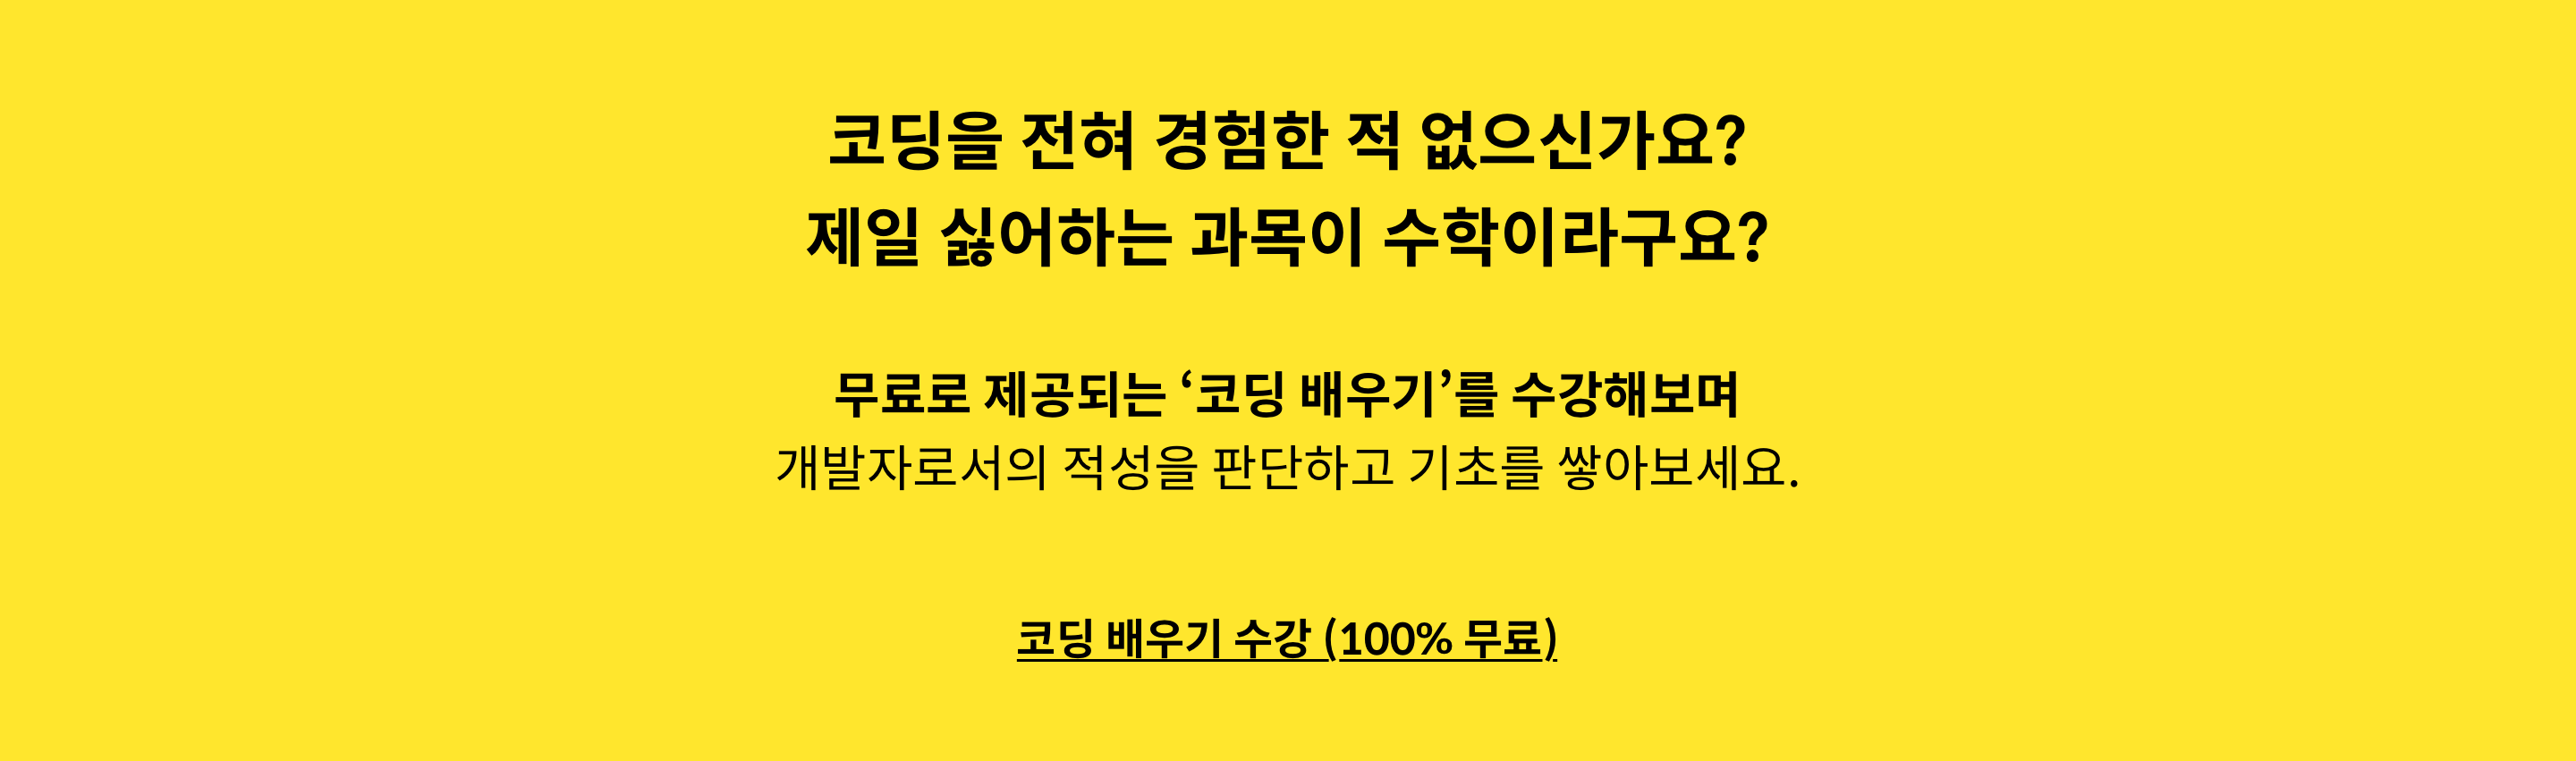 코딩을 전혀 경험한 적 없으신가요?
제일 싫어하는 과목이 수학이라구요?
무료로 제공되는 ‘코딩 배우기’를 수강해보며
개발자로서의 적성을 판단하고 기초를 쌓아보세요.
코딩 배우기 수강 (100% 무료)